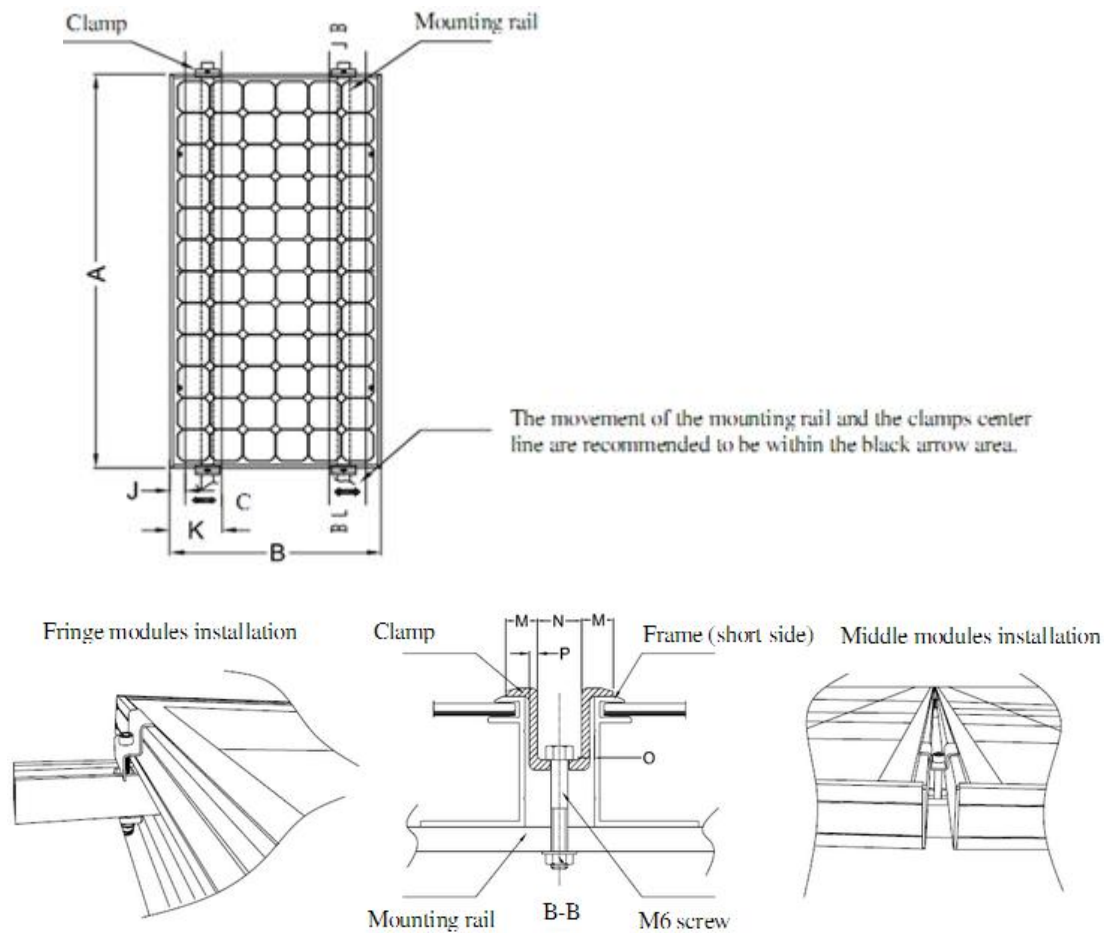 Clamp
Mounting rail
J B
A
The movement of the mounting rail and the clamps center
line are recommended to be within the black arrow area.
J
C
K
B L
B
Fringe modules installation
Clamp
M
N
M
Frame (short side)
Middle modules installation
P
O
Mounting rail
B-B
M6 screw